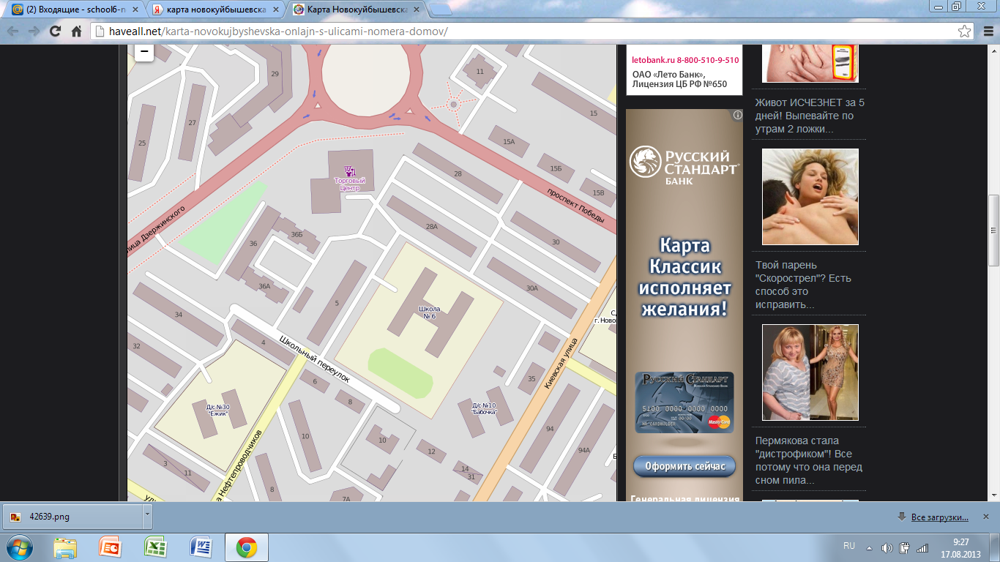 (2) Входящие - school6-n
карта новокуйбышевска
Карта Новокуйбышевска
haveall.net/karta-novokujbyshevska-onlajn-s-ulicami-nomera-domov/
−
29
27
25
11
15
15А
15Б
15В
Торговый
Центр
28
проспект Победы
28А
30
30А
36Б
36
36А
34
32
5
4
Школа
№ 6
Школьный переулок
6
8
10
10
12
14
31
35
94
94А
3
11
8
7А
Д/с №30
"Ежик"
Д/с №10
"Бабочка"
Киевская улица
лица Дзержинского
а Нефтепроводчиков
г. Ново
letobank.ru 8-800-510-9-510
ОАО «Лето Банк»,
Лицензия ЦБ РФ №650
Русский
Стандарт
БАНК
Карта
Классик
исполняет
желания!
Русский Стандарт
5100 0000 0000 0000
MasterCard
Оформить сейчас
Генеральная лицензия
Живот ИСЧЕЗНЕТ за 5
дней! Выпевайте по
утрам 2 ложки...
Твой парень
"Скорострел"? Есть
способ это
исправить...
Пермякова стала
"дистрофиком"! Все
потому что она перед
сном пила...
42639.png
Все загрузки...
RU
9:27
17.08.2013